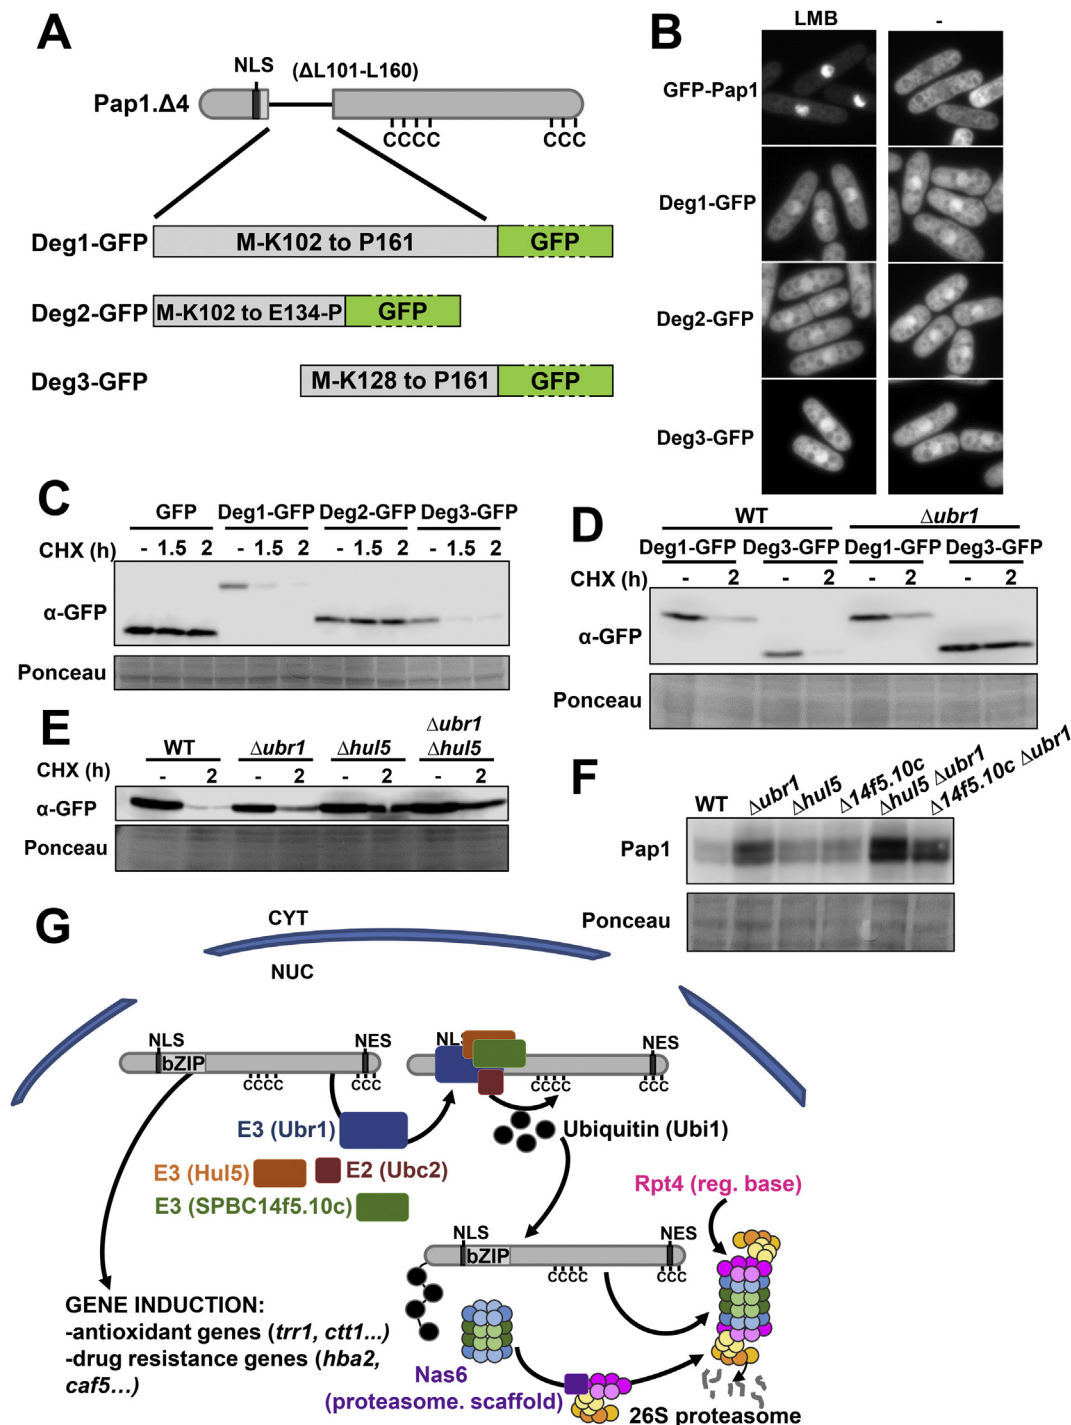 A
NLS
(ΔL101-L160)
Pap1.Δ4
CCCC
CCC
Deg1-GFP
M-K102 to P161
GFP
Deg2-GFP
M-K102 to E134-P
GFP
Deg3-GFP
M-K128 to P161
GFP
B
LMB
-
GFP-Pap1
Deg1-GFP
Deg2-GFP
Deg3-GFP
C
GFP Deg1-GFP Deg2-GFP Deg3-GFP
CHX (h) - 1.5 2 - 1.5 2 - 1.5 2 - 1.5 2
α-GFP
Ponceau
D
WT Δubr1
Deg1-GFP Deg3-GFP Deg1-GFP Deg3-GFP
CHX (h) - 2 - 2 - 2 - 2
α-GFP
Ponceau
E
WT Δubr1 Δhul5 Δubr1 Δhul5
CHX (h) - 2 - 2 - 2 - 2
α-GFP
Ponceau
F
WT Δubr1 Δhul5 Δ14f5.10c Δhul5 Δubr1 Δ14f5.10c Δubr1
Pap1
Ponceau
G
CYT
NUC
NLS
bZIP
NES
CCCC
CCC
NLS
NES
CCCC
CCC
E3 (Ubr1)
Ubiquitin (Ubi1)
E3 (Hul5)
E2 (Ubc2)
E3 (SPBC14f5.10c)
Rpt4 (reg. base)
NLS
bZIP
NES
CCCC
CCC
GENE INDUCTION:
-antioxidant genes (trr1, ctt1...)
-drug resistance genes (hba2,
caf5...)
Nas6
(proteasome. scaffold)
26S proteasome